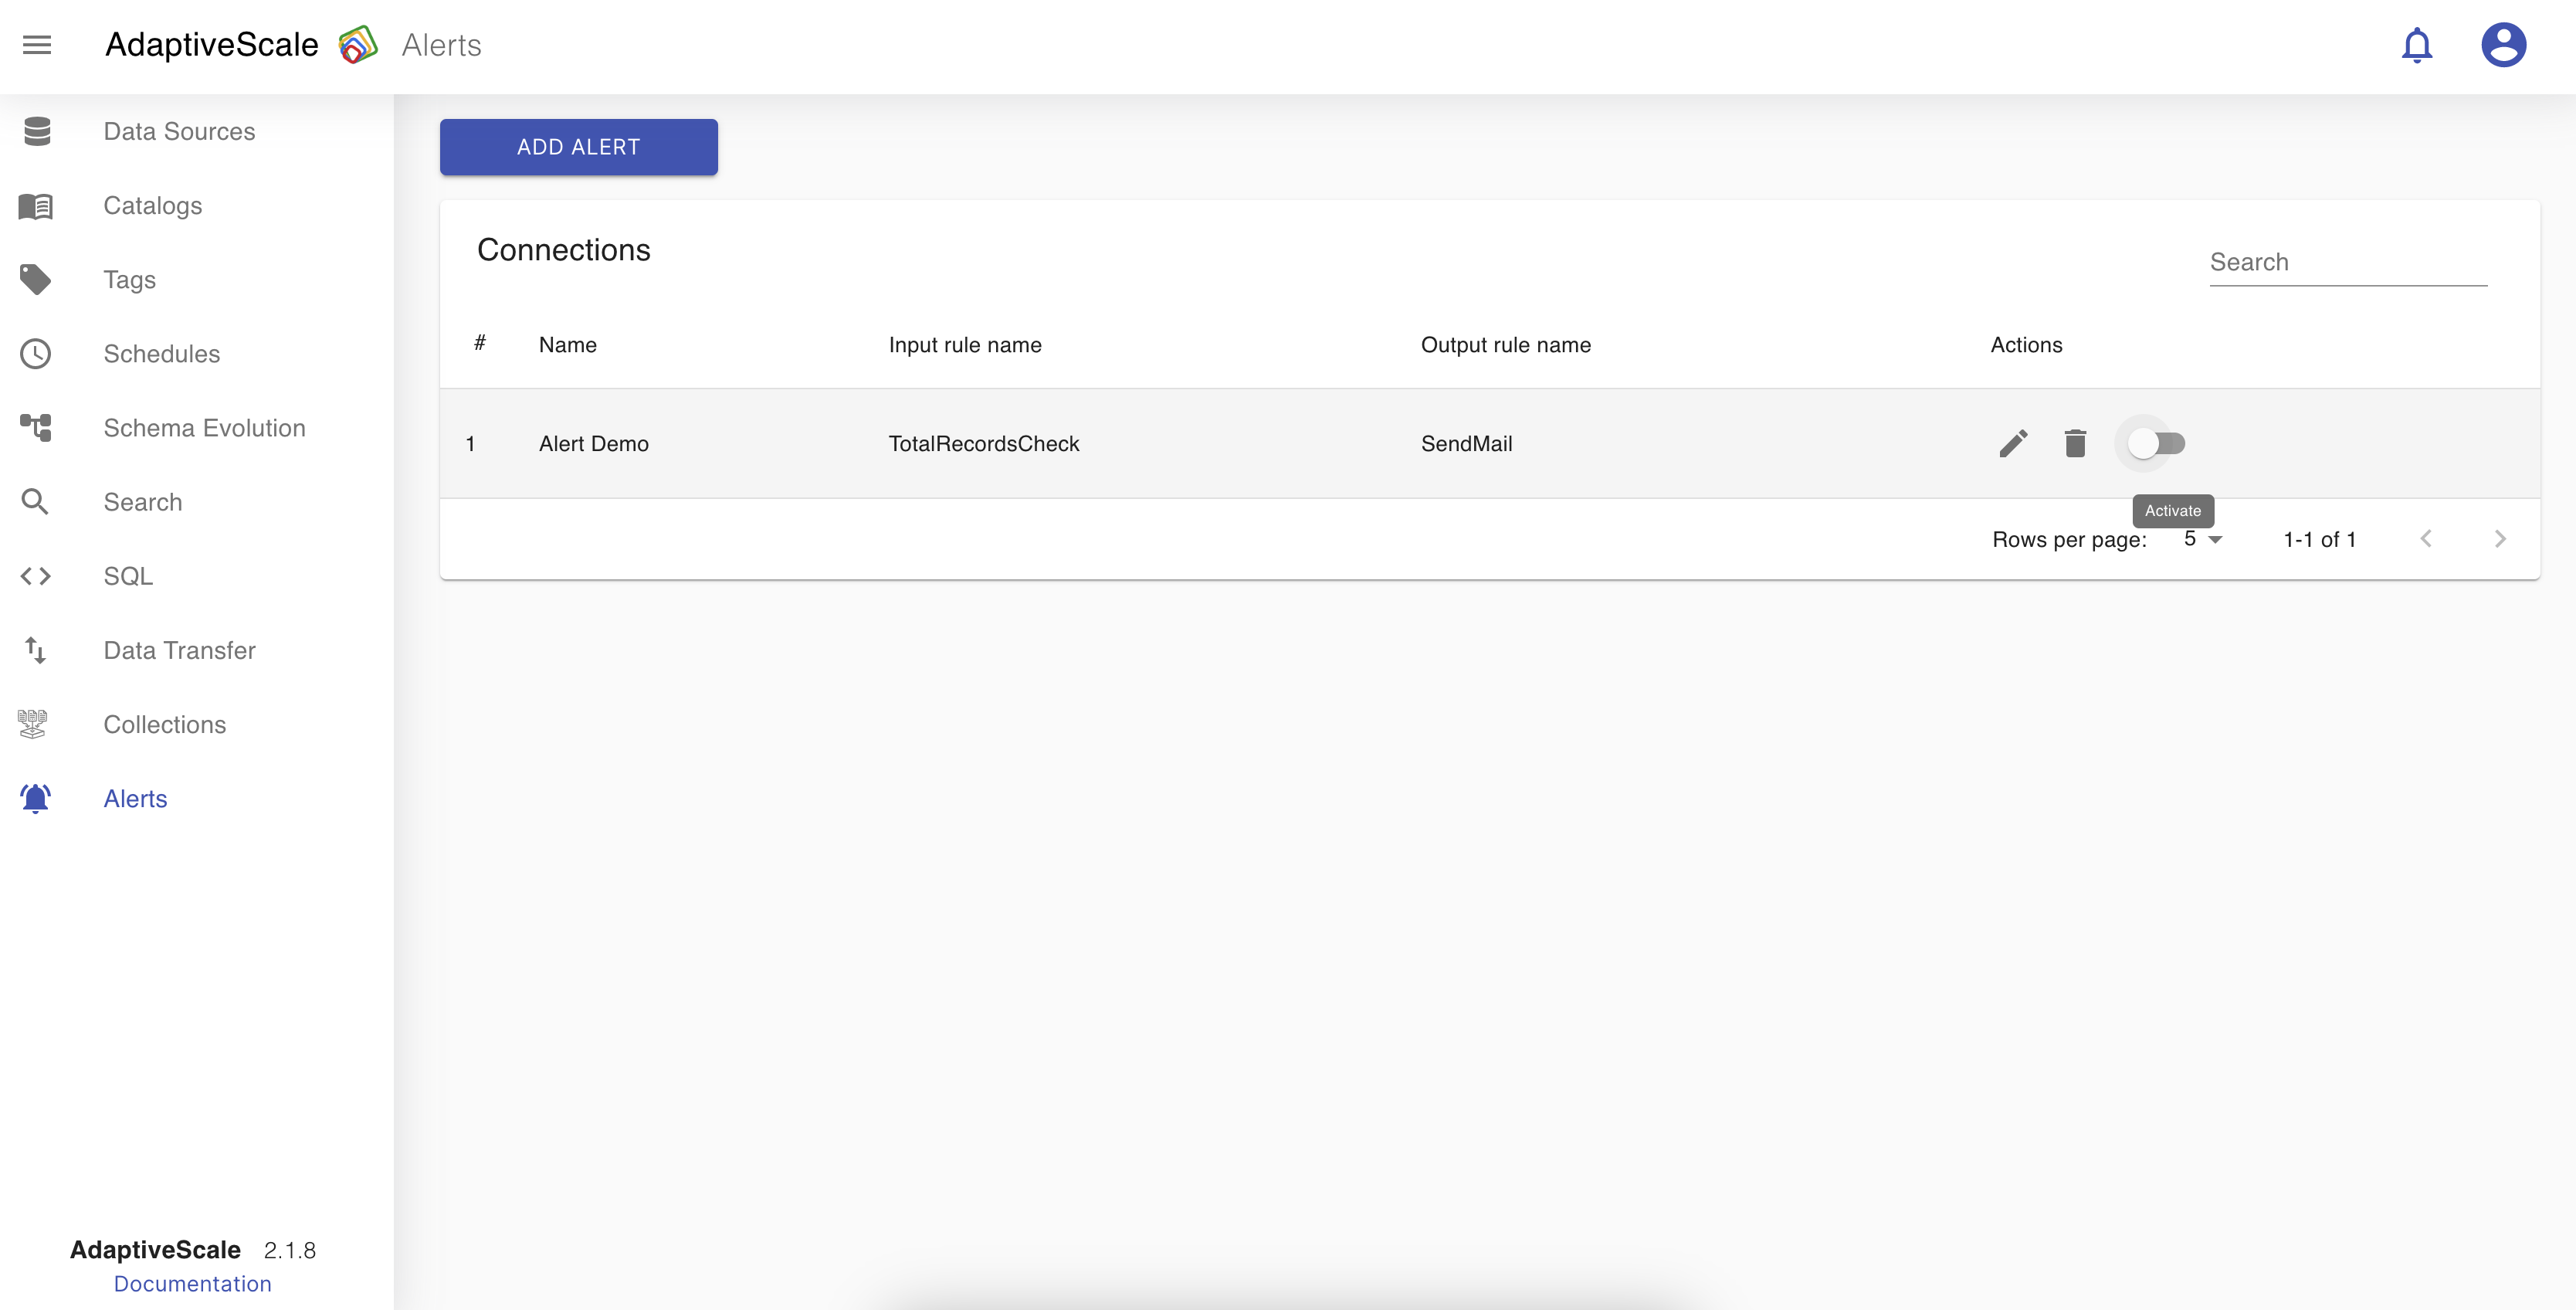 AdaptiveScale Alerts
Data Sources
Catalogs
Tags
Schedules
Schema Evolution
Search
SQL
Data Transfer
Collections
Alerts
AdaptiveScale 2.1.8
Documentation
ADD ALERT
Connections
Search
# Name Input rule name Output rule name Actions
1 Alert Demo TotalRecordsCheck SendMail
Activate
Rows per page: 5 1-1 of 1